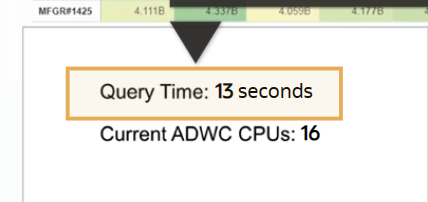 MFGR#1425 4.111B 4.337B 4.059B 4.177B
Query Time: 13 seconds
Current ADWC CPUs: 16